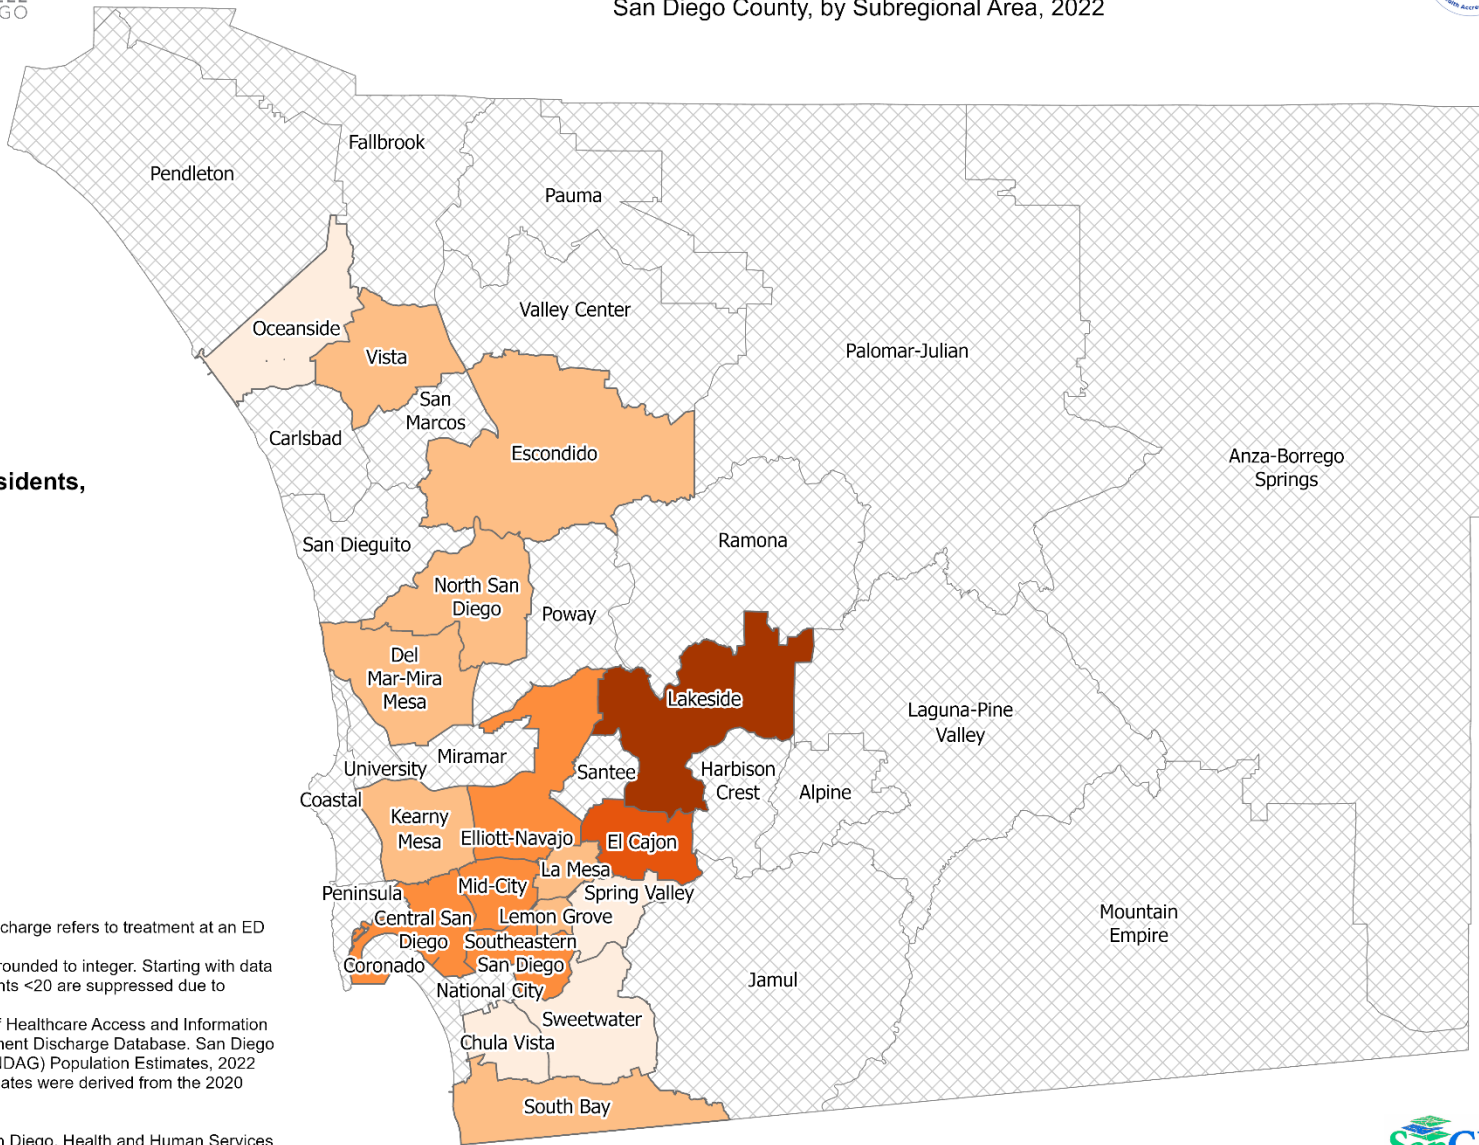 GO
San Diego County, by Subregional Area, 2022
Fallbrook
Pendleton
Pauma
Valley Center
Oceanside
Vista
Palomar-Julian
San
Marcos
Carlsbad
Escondido
Anza-Borrego
Springs
sidents,
San Dieguito
Ramona
North San
Diego
Poway
Del
Mar-Mira
Mesa
Lakeside
Laguna-Pine
Valley
Miramar
University
Santee
Harbison
Crest
Coastal
Alpine
Kearny
Mesa
Elliott-Navajo
El Cajon
La Mesa
Mid-City
Peninsula
Spring Valley
Central San
Diego
Lemon Grove
Mountain
Empire
Southeastern
San Diego
Coronado
National City
Jamul
Sweetwater
Chula Vista
South Bay
charge refers to treatment at an ED
rounded to integer. Starting with data
nts <20 are suppressed due to
f Healthcare Access and Information
nent Discharge Database. San Diego
NDAG) Population Estimates, 2022
ates were derived from the 2020
n Diego, Health and Human Services